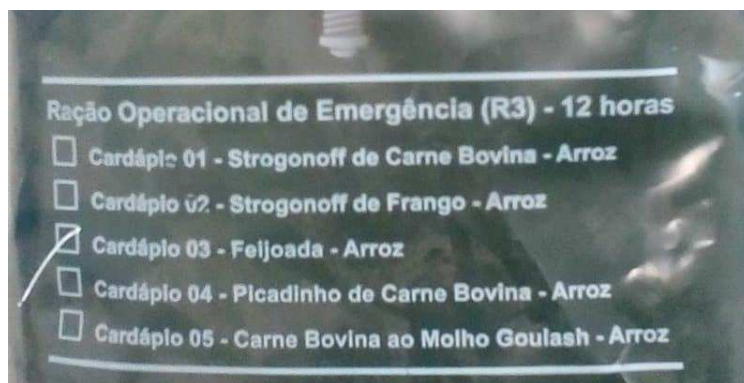 Ração Operacional de Emergência (R3) - 12 horas
Cardápio 01 - Strogonoff de Carne Bovina - Arroz
Cardápio 02 - Strogonoff de Frango - Arroz
Cardápio 03 - Feijoada - Arroz
Cardápio 04 - Picadinho de Carne Bovina - Arroz
Cardápio 05 - Carne Bovina ao Molho Goulash - Arroz